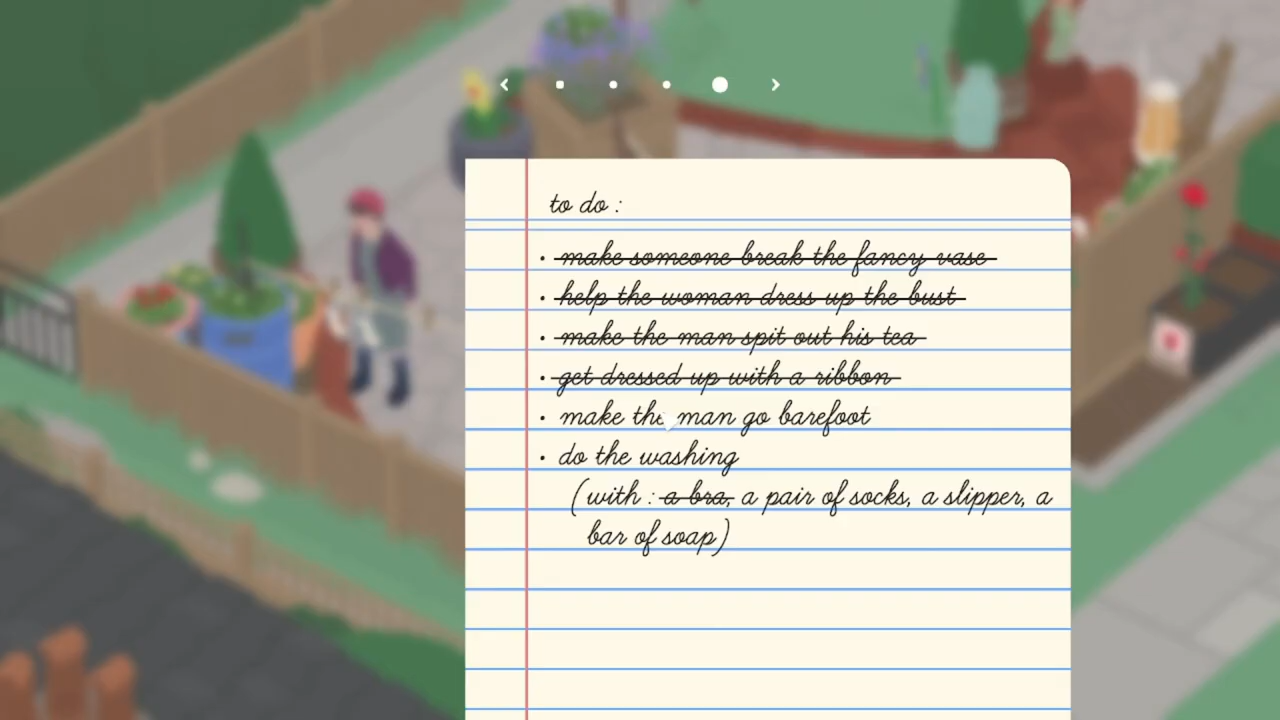 to do :
• make someone break the fancy vase
• help the woman dress up the bust
• make the man spit out his tea
• get dressed up with a ribbon
• make the man go barefoot
• do the washing
(with : a bra, a pair of socks, a slipper, a
bar of soap)